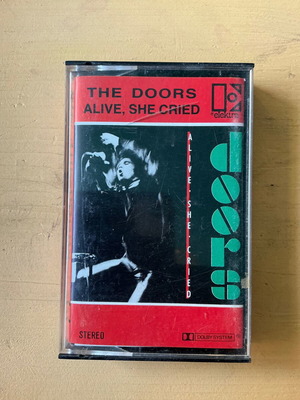 THE DOORS
ALIVE, SHE CRIED
elektra
ALIVE·SHE·CRIED
doors
STEREO
DOLBY SYSTEM